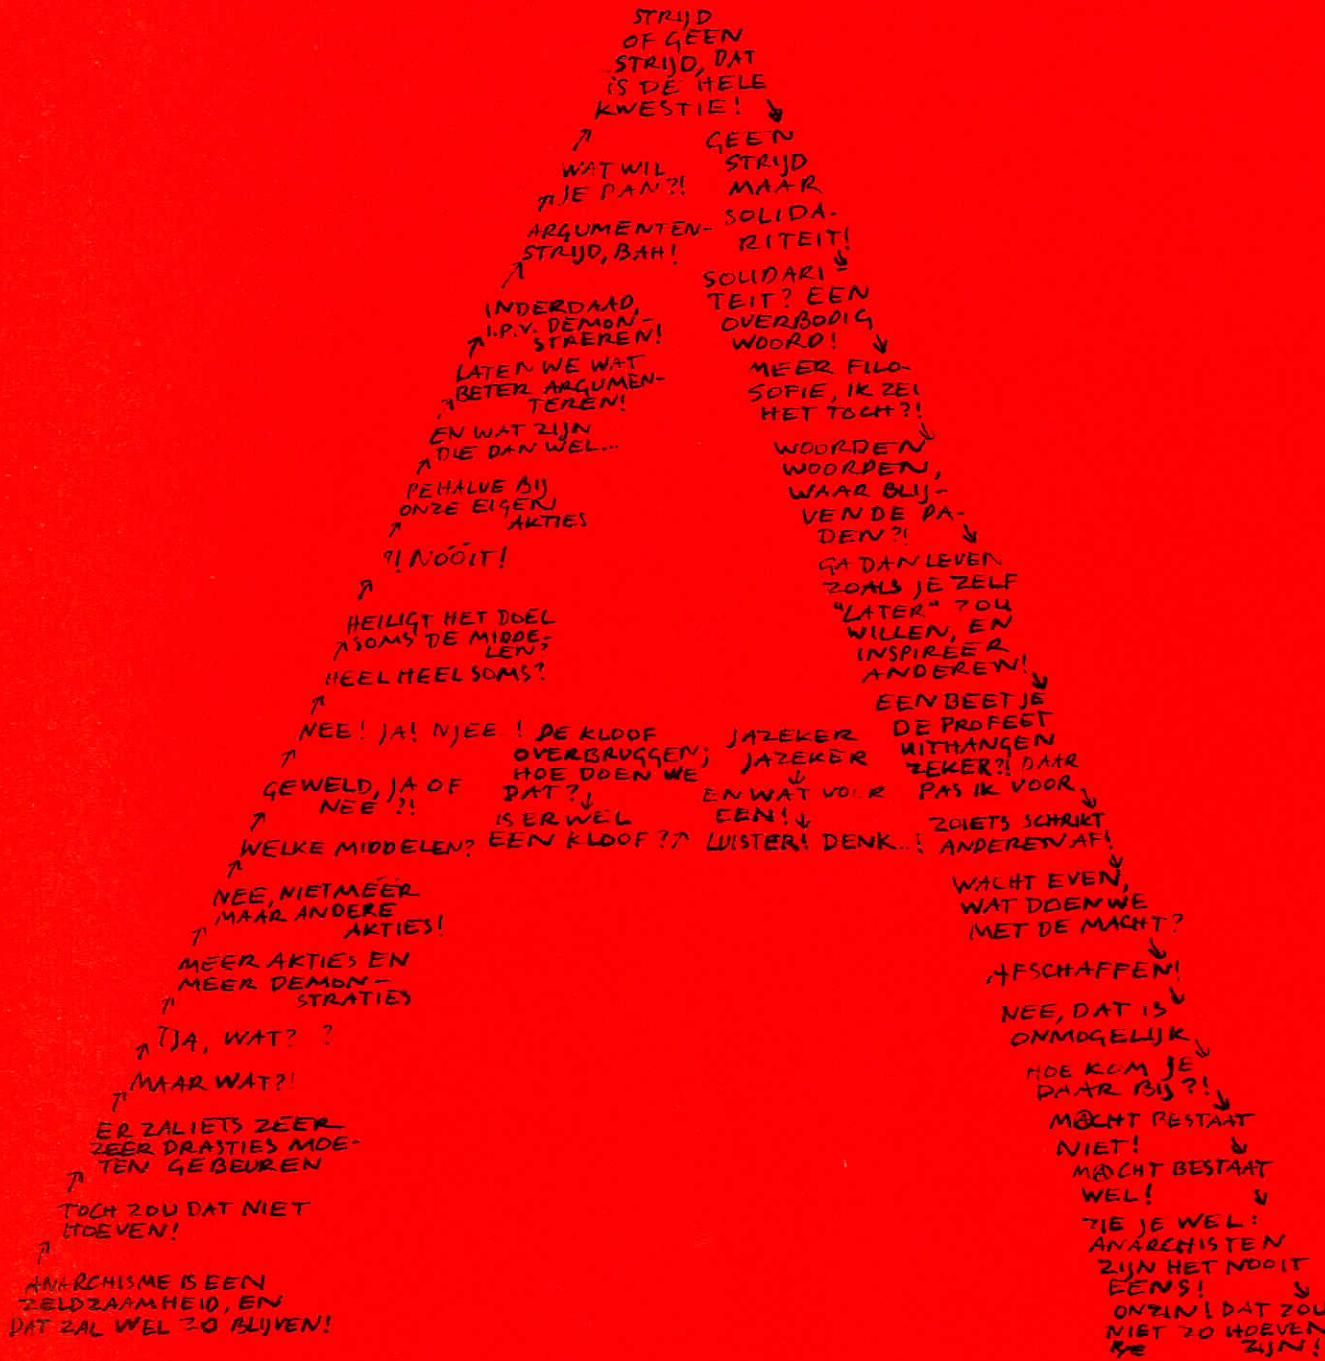 ANARCHISME IS EEN
ZELDZAAMHEID, EN
DAT ZAL WEL ZO BLIJVEN!
TOCH ZOU DAT NIET
HOEVEN!
ER ZAL IETS ZEER
ZEER DRASTIES MOE-
TEN GEBEUREN
MAAR WAT?!
TJA, WAT? ?
MEER AKTIES EN
MEER DEMON-
STRATIES
NEE, NIET MÉÉR
MAAR ANDERE
AKTIES!
WELKE MIDDELEN?
GEWELD, JA OF
NEE?!
NEE! JA! NJEE..!
HEEL HEEL SOMS?
HEILIGT HET DOEL
SOMS DE MIDDE-
LEN?
?! NÓÓIT!
BEHALVE BIJ
ONZE EIGEN
AKTIES
EN WAT ZIJN
DIE DAN WEL...
LATEN WE WAT
BETER ARGUMEN-
TEREN!
INDERDAAD,
I.P.V. DEMON-
STREREN!
ARGUMENTEN-
STRIJD, BAH!
WAT WIL
JE DAN?!
STRIJD
OF GEEN
STRIJD, DAT
IS DE HELE
KWESTIE!
GEEN
STRIJD
MAAR
SOLIDA-
RITEIT!
SOLIDARI-
TEIT? EEN
OVERBODIG
WOORD!
MEER FILO-
SOFIE, IK ZEI
HET TOCH?!
WOORDEN
WOORDEN,
WAAR BLIJ-
VEN DE DA-
DEN?!
GA DAN LEVEN
ZOALS JE ZELF
"LATER" ZOU
WILLEN, EN
INSPIREER
ANDEREN!
EEN BEETJE
DE PROFEET
UITHANGEN
ZEKER?! DAAR
PAS IK VOOR
ZOIETS SCHRIKT
ANDEREN AF!
WACHT EVEN,
WAT DOEN WE
MET DE MACHT?
AFSCHAFFEN!
NEE, DAT IS
ONMOGELIJK
HOE KOM JE
DAAR BIJ?!
MACHT BESTAAT
NIET!
MACHT BESTAAT
WEL!
ZIE JE WEL:
ANARCHISTEN
ZIJN HET NOOIT
EENS!
ONZIN! DAT ZOU
NIET ZO HOEVEN
ZIJN!
DE KLOOF
OVERBRUGGEN;
HOE DOEN WE
DAT?
IS ER WEL
EEN KLOOF?
JAZEKER
JAZEKER
EN WAT VOOR
EEN!
LUISTER! DENK..!